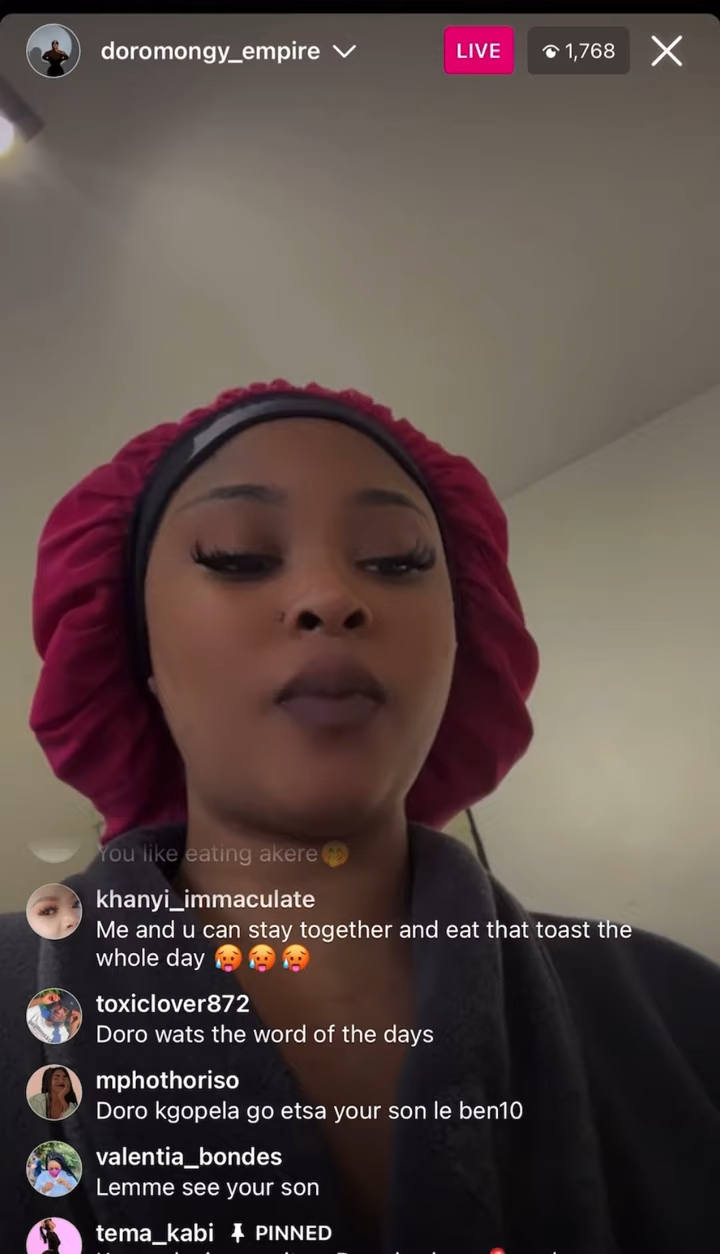 doromongy_empire
LIVE
1,768
You like eating akere🤭
khanyi_immaculate
Me and u can stay together and eat that toast the
whole day 🥵🥵🥵
toxiclover872
Doro wats the word of the days
mphothoriso
Doro kgopela go etsa your son le ben10
valentia_bondes
Lemme see your son
tema_kabi PINNED